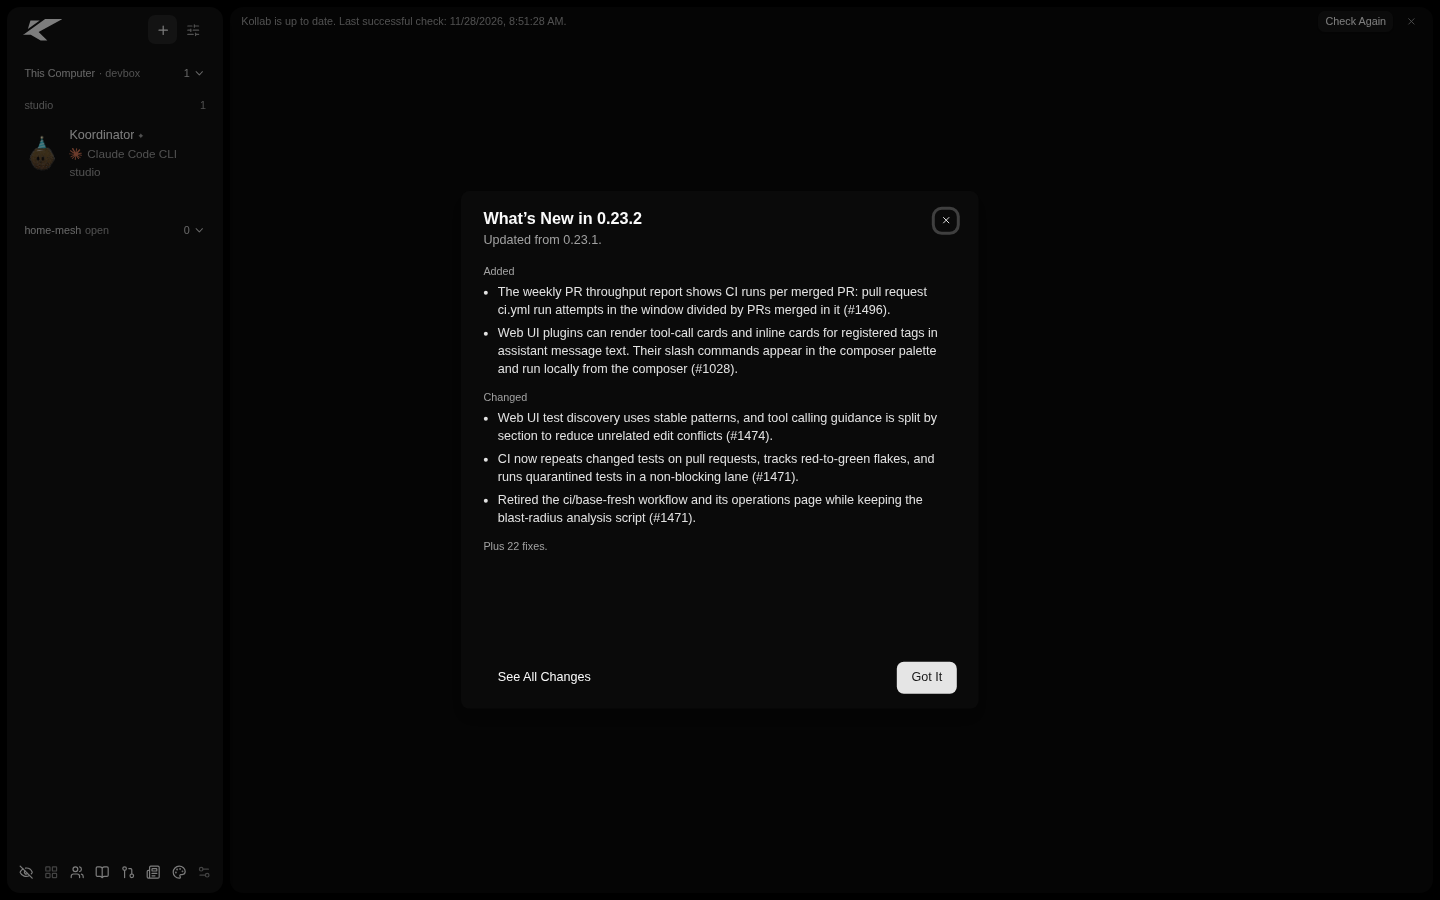 Kollab is up to date. Last successful check: 11/28/2026, 8:51:28 AM.
Check Again
This Computer · devbox
1
studio
1
Koordinator
Claude Code CLI
studio
home-mesh open
0
What’s New in 0.23.2
Updated from 0.23.1.
Added
• The weekly PR throughput report shows CI runs per merged PR: pull request
ci.yml run attempts in the window divided by PRs merged in it (#1496).
• Web UI plugins can render tool-call cards and inline cards for registered tags in
assistant message text. Their slash commands appear in the composer palette
and run locally from the composer (#1028).
Changed
• Web UI test discovery uses stable patterns, and tool calling guidance is split by
section to reduce unrelated edit conflicts (#1474).
• CI now repeats changed tests on pull requests, tracks red-to-green flakes, and
runs quarantined tests in a non-blocking lane (#1471).
• Retired the ci/base-fresh workflow and its operations page while keeping the
blast-radius analysis script (#1471).
Plus 22 fixes.
See All Changes
Got It